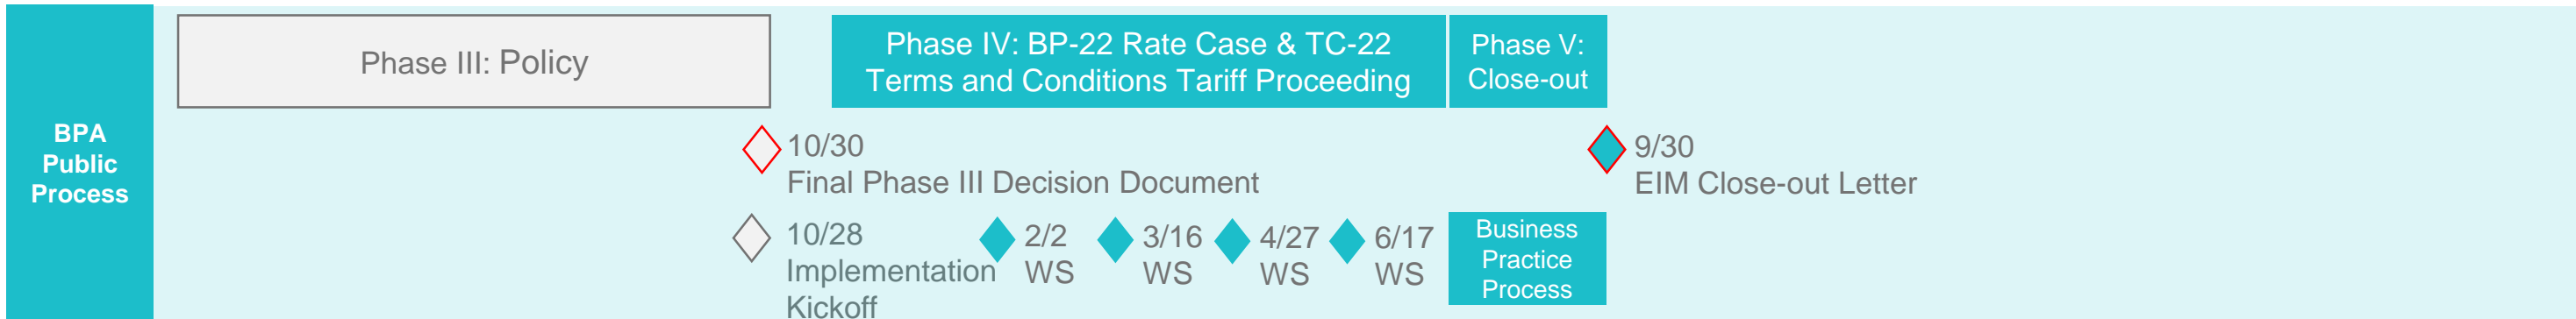 BPA
Public
Process
Phase III: Policy
Phase IV: BP-22 Rate Case & TC-22
Terms and Conditions Tariff Proceeding
Phase V:
Close-out
10/30
Final Phase III Decision Document
9/30
EIM Close-out Letter
10/28
Implementation
Kickoff
2/2
WS
3/16
WS
4/27
WS
6/17
WS
Business
Practice
Process